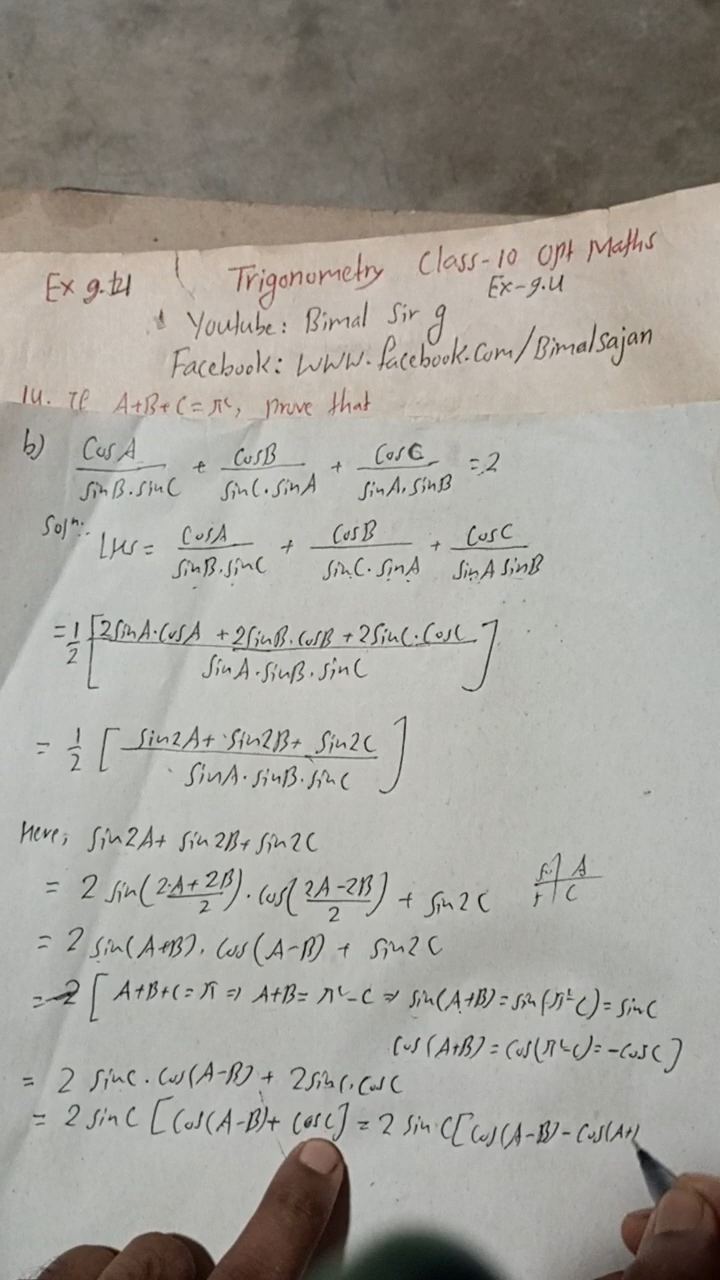 Ex 9.4 Trigonometry Class-10 Opt Maths
Ex-9.4
Youtube: Bimal Sir g
Facebook: WWW.facebook.Com/Bimalsajan
14. If A+B+C=πᶜ, prove that
b) CosA/SinB.SinC + CosB/SinC.SinA + CosC/SinA.SinB =2
Solⁿ:- LHS = CosA/SinB.SinC + CosB/SinC.SinA + CosC/SinA SinB
= 1/2 [2SinA.CosA + 2SinB.CosB + 2SinC.CosC / SinA.SinB.SinC]
= 1/2 [Sin2A + Sin2B + Sin2C / SinA.SinB.SinC]
Here, Sin2A + Sin2B + Sin2C
= 2 Sin(2A+2B/2).Cos(2A-2B/2) + Sin2C
A
C
= 2 Sin(A+B).Cos(A-B) + Sin2C
= [A+B+C=π ⇒ A+B=πᶜ-C ⇒ Sin(A+B)=Sin(πᶜ-C)=SinC
Cos(A+B)=Cos(πᶜ-C)=-CosC]
= 2 SinC.Cos(A-B) + 2SinC.CosC
= 2 SinC [Cos(A-B)+CosC] = 2 SinC[Cos(A-B)-Cos(A+